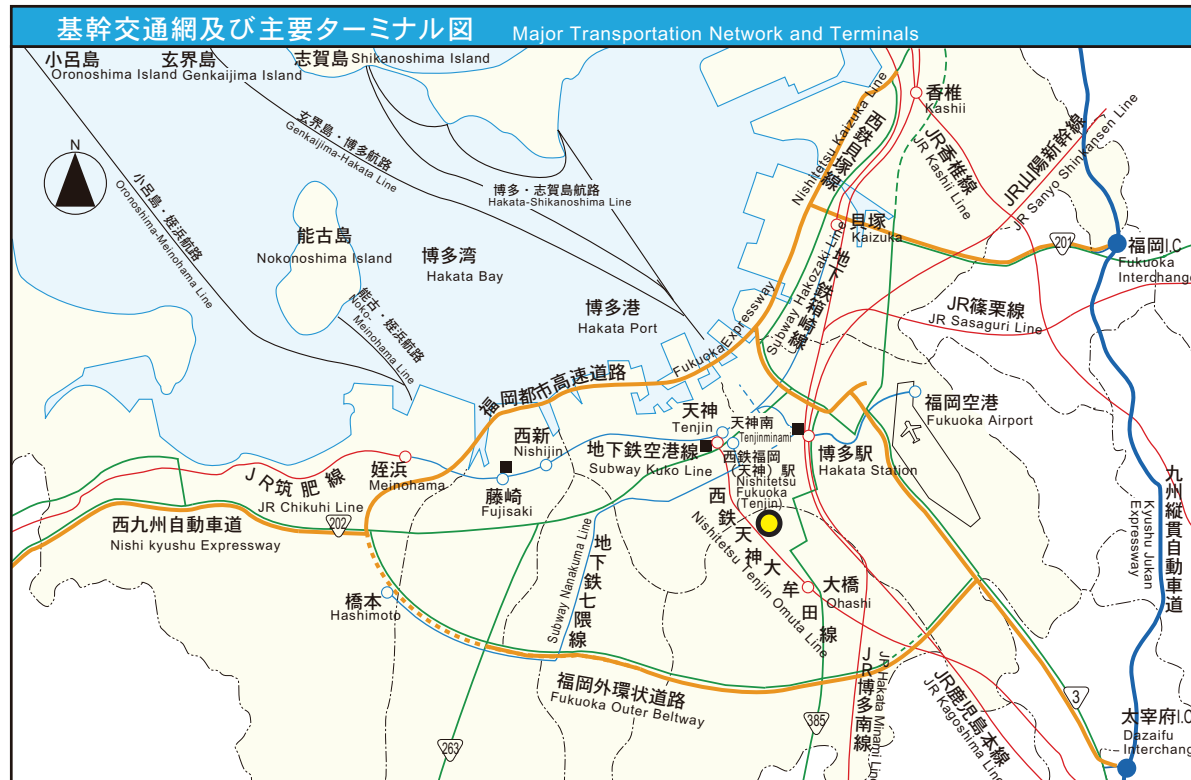 基幹交通網及び主要ターミナル図 Major Transportation Network and Terminals
小呂島
Oronoshima Island
玄界島
Genkaijima Island
志賀島 Shikanoshima Island
N
玄界島・博多航路
Genkaijima-Hakata Line
小呂島・姪浜航路
Oronoshima-Meinohama Line
博多・志賀島航路
Hakata-Shikanoshima Line
能古島
Nokonoshima Island
博多湾
Hakata Bay
能古・姪浜航路
Noko-
Meinohama Line
博多港
Hakata Port
西鉄貝塚線
Nishitetsu Kaizuka Line
香椎
Kashii
JR香椎線
JR Kashii Line
JR山陽新幹線
JR Sanyo Shinkansen Line
貝塚
Kaizuka
201
福岡I.C
Fukuoka
Interchange
地下鉄箱崎線
Subway Hakozaki Line
JR篠栗線
JR Sasaguri Line
福岡都市高速道路
Fukuoka Expressway
天神
Tenjin
天神南
Tenjinminami
福岡空港
Fukuoka Airport
西新
Nishijin
地下鉄空港線
Subway Kuko Line
西鉄福岡
(天神)駅
Nishitetsu
Fukuoka
(Tenjin)
博多駅
Hakata Station
姪浜
Meinohama
藤崎
Fujisaki
JR筑肥線
JR Chikuhi Line
202
西九州自動車道
Nishi kyushu Expressway
九州縦貫自動車道
Kyushu Jukan
Expressway
西鉄天神大牟田線
Nishitetsu Tenjin Omuta Line
地下鉄七隈線
Subway Nanakuma Line
橋本
Hashimoto
大橋
Ohashi
福岡外環状道路
Fukuoka Outer Beltway
JR博多南線
JR Hakata Minami Line
JR鹿児島本線
JR Kagoshima Line
263
385
3
太宰府I.C
Dazaifu
Interchange